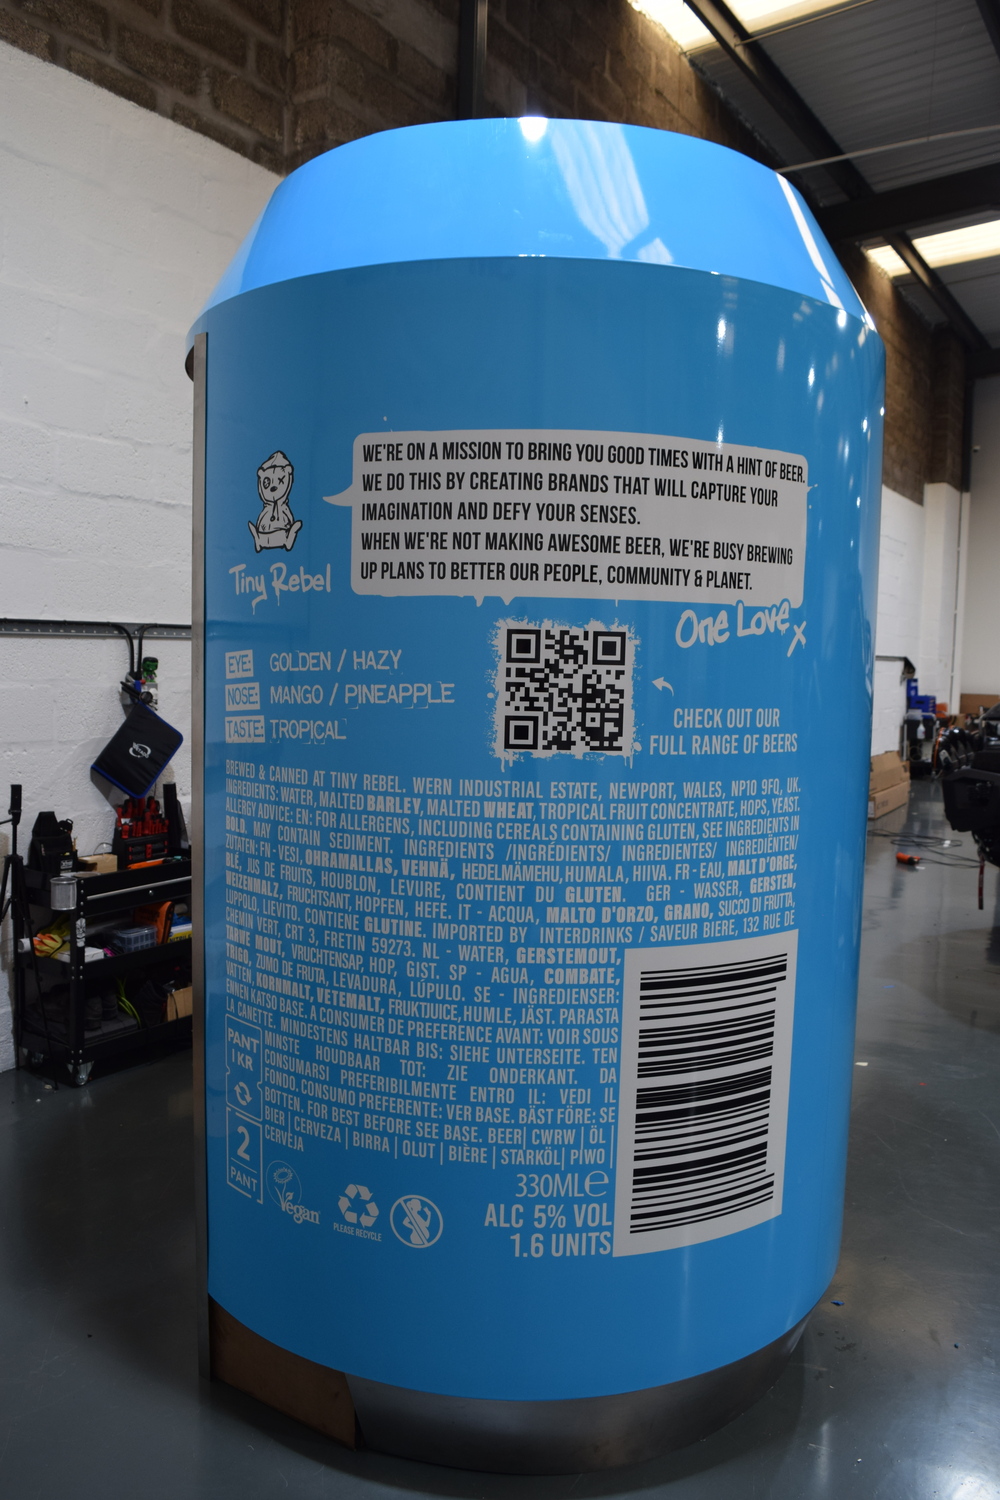 WE'RE ON A MISSION TO BRING YOU GOOD TIMES WITH A HINT OF BEER.
WE DO THIS BY CREATING BRANDS THAT WILL CAPTURE YOUR
IMAGINATION AND DEFY YOUR SENSES.
WHEN WE'RE NOT MAKING AWESOME BEER, WE'RE BUSY BREWING
UP PLANS TO BETTER OUR PEOPLE, COMMUNITY & PLANET.
Tiny Rebel
One Love x
EYE: GOLDEN / HAZY
NOSE: MANGO / PINEAPPLE
TASTE: TROPICAL
CHECK OUT OUR
FULL RANGE OF BEERS
BREWED & CANNED AT TINY REBEL. WERN INDUSTRIAL ESTATE, NEWPORT, WALES, NP10 9FQ, UK.
INGREDIENTS: WATER, MALTED BARLEY, MALTED WHEAT, TROPICAL FRUIT CONCENTRATE, HOPS, YEAST.
ALLERGY ADVICE: EN: FOR ALLERGENS, INCLUDING CEREALS CONTAINING GLUTEN, SEE INGREDIENTS IN
BOLD. MAY CONTAIN SEDIMENT. INGREDIENTS /INGRÉDIENTS/ INGREDIENTES/ INGREDIËNTEN/
ZUTATEN: FN - VESI, OHRAMALLAS, VEHNÄ, HEDELMÄMEHU, HUMALA, HIIVA. FR - EAU, MALT D'ORGE,
BLÉ, JUS DE FRUITS, HOUBLON, LEVURE, CONTIENT DU GLUTEN. GER - WASSER, GERSTEN,
WEIZENMALZ, FRUCHTSANT, HOPFEN, HEFE. IT - ACQUA, MALTO D'ORZO, GRANO, SUCCO DI FRUTTA,
LUPPOLO, LIEVITO. CONTIENE GLUTINE. IMPORTED BY INTERDRINKS / SAVEUR BIERE, 132 RUE DE
CHEMIN VERT, CRT 3, FRETIN 59273. NL - WATER, GERSTEMOUT,
TARWE MOUT, VRUCHTENSAP, HOP, GIST. SP - AGUA, COMBATE,
TRIGO, ZUMO DE FRUTA, LEVADURA, LÚPULO. SE - INGREDIENSER:
VATTEN, KORNMALT, VETEMALT, FRUKTJUICE, HUMLE, JÄST. PARASTA
ENNEN KATSO BASE. A CONSUMER DE PREFERENCE AVANT: VOIR SOUS
LA CANETTE. MINDESTENS HALTBAR BIS: SIEHE UNTERSEITE. TEN
MINSTE HOUDBAAR TOT: ZIE ONDERKANT. DA
CONSUMARSI PREFERIBILMENTE ENTRO IL: VEDI IL
FONDO. CONSUMO PREFERENTE: VER BASE. BÄST FÖRE: SE
BOTTEN. FOR BEST BEFORE SEE BASE. BEER| CWRW | ÖL |
BIER | CERVEZA | BIRRA | OLUT | BIÈRE | STARKÖL| PIWO |
CERVEJA
PANT
1 KR
2
PANT
Vegan
PLEASE RECYCLE
330ML℮
ALC 5% VOL
1.6 UNITS